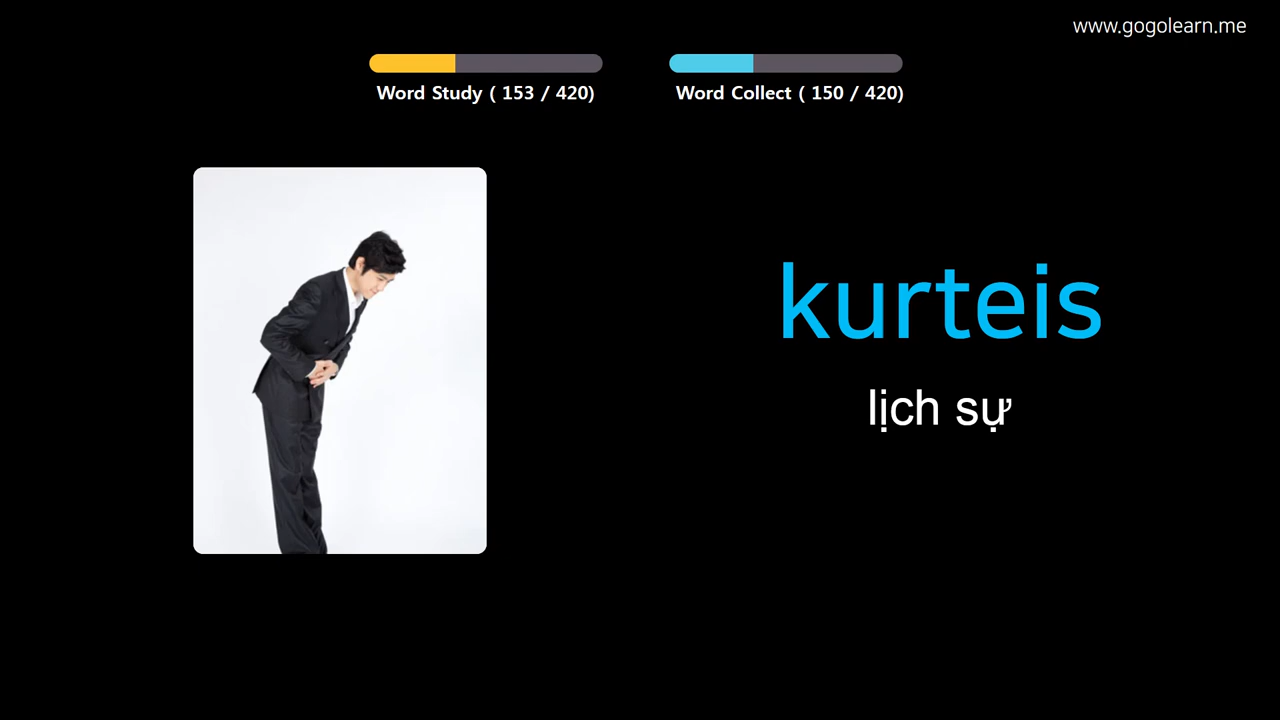 www.gogolearn.me
Word Study ( 153 / 420)
Word Collect ( 150 / 420)
kurteis
lịch sự